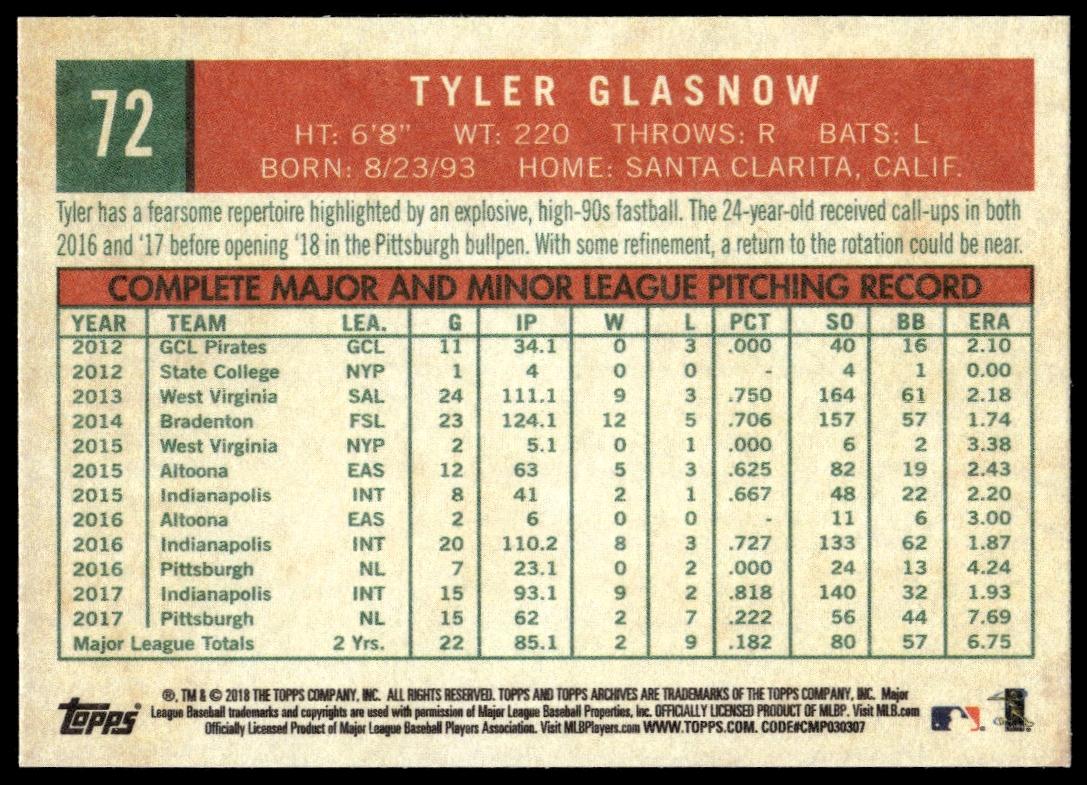 72
TYLER GLASNOW
HT: 6'8" WT: 220 THROWS: R BATS: L
BORN: 8/23/93 HOME: SANTA CLARITA, CALIF.
Tyler has a fearsome repertoire highlighted by an explosive, high-90s fastball. The 24-year-old received call-ups in both
2016 and '17 before opening '18 in the Pittsburgh bullpen. With some refinement, a return to the rotation could be near.
COMPLETE MAJOR AND MINOR LEAGUE PITCHING RECORD
YEAR TEAM LEA. G IP W L PCT SO BB ERA
2012 GCL Pirates GCL 11 34.1 0 3 .000 40 16 2.10
2012 State College NYP 1 4 0 0 - 4 1 0.00
2013 West Virginia SAL 24 111.1 9 3 .750 164 61 2.18
2014 Bradenton FSL 23 124.1 12 5 .706 157 57 1.74
2015 West Virginia NYP 2 5.1 0 1 .000 6 2 3.38
2015 Altoona EAS 12 63 5 3 .625 82 19 2.43
2015 Indianapolis INT 8 41 2 1 .667 48 22 2.20
2016 Altoona EAS 2 6 0 0 - 11 6 3.00
2016 Indianapolis INT 20 110.2 8 3 .727 133 62 1.87
2016 Pittsburgh NL 7 23.1 0 2 .000 24 13 4.24
2017 Indianapolis INT 15 93.1 9 2 .818 140 32 1.93
2017 Pittsburgh NL 15 62 2 7 .222 56 44 7.69
Major League Totals 2 Yrs. 22 85.1 2 9 .182 80 57 6.75
topps
®, TM & © 2018 THE TOPPS COMPANY, INC. ALL RIGHTS RESERVED. TOPPS AND TOPPS ARCHIVES ARE TRADEMARKS OF THE TOPPS COMPANY, INC. Major
League Baseball trademarks and copyrights are used with permission of Major League Baseball Properties, Inc. OFFICIALLY LICENSED PRODUCT OF MLBP. Visit MLB.com
Officially Licensed Product of Major League Baseball Players Association. Visit MLBPlayers.com WWW.TOPPS.COM. CODE#CMP030307